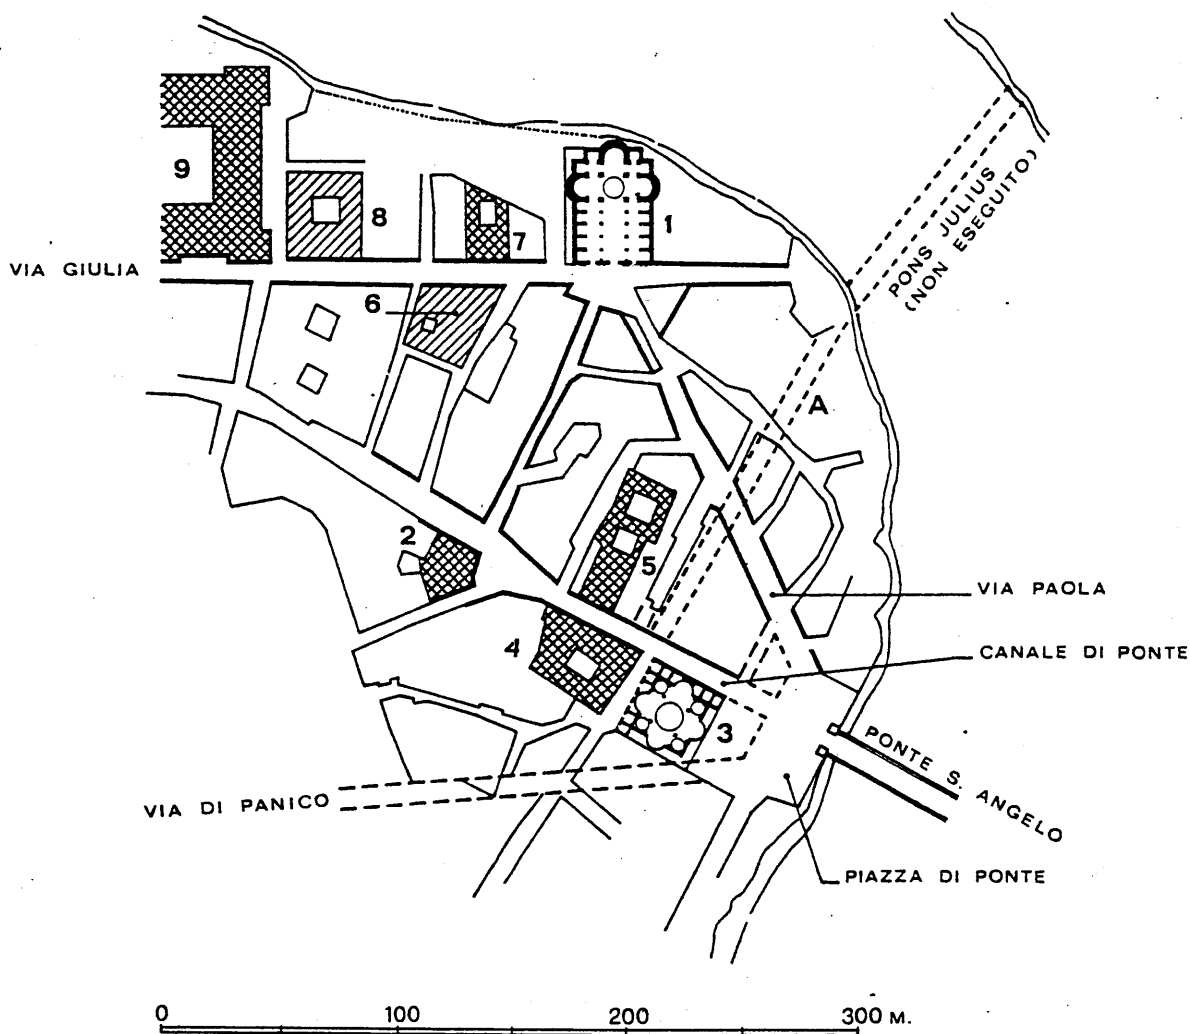 9
8
7
1
PONS JULIUS
(NON ESEGUITO)
VIA GIULIA
6
A
2
5
VIA PAOLA
4
CANALE DI PONTE
3
PONTE S. ANGELO
VIA DI PANICO
PIAZZA DI PONTE
0 100 200 300 M.